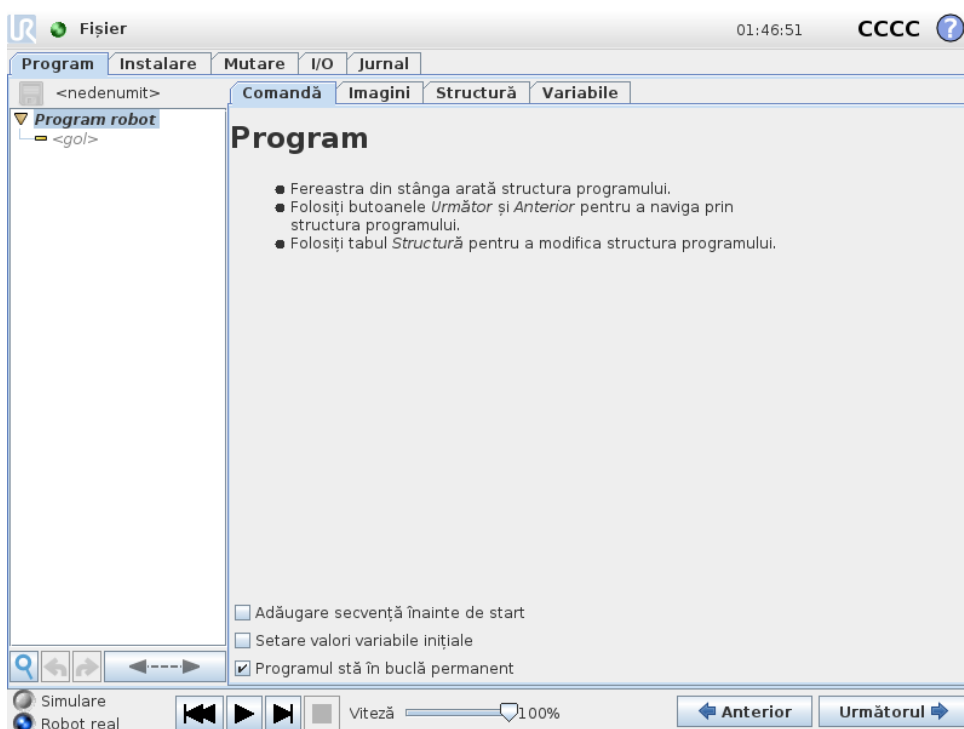 UR Fișier 01:46:51 CCCC ?
Program Instalare Mutare I/O Jurnal
<nedenumit> Comandă Imagini Structură Variabile
Program robot
<gol>
Program
Fereastra din stânga arată structura programului.
Folosiți butoanele Următor și Anterior pentru a naviga prin
structura programului.
Folosiți tabul Structură pentru a modifica structura programului.
Adăugare secvență înainte de start
Setare valori variabile inițiale
Programul stă în buclă permanent
Simulare
Robot real
Viteză 100%
Anterior Următorul